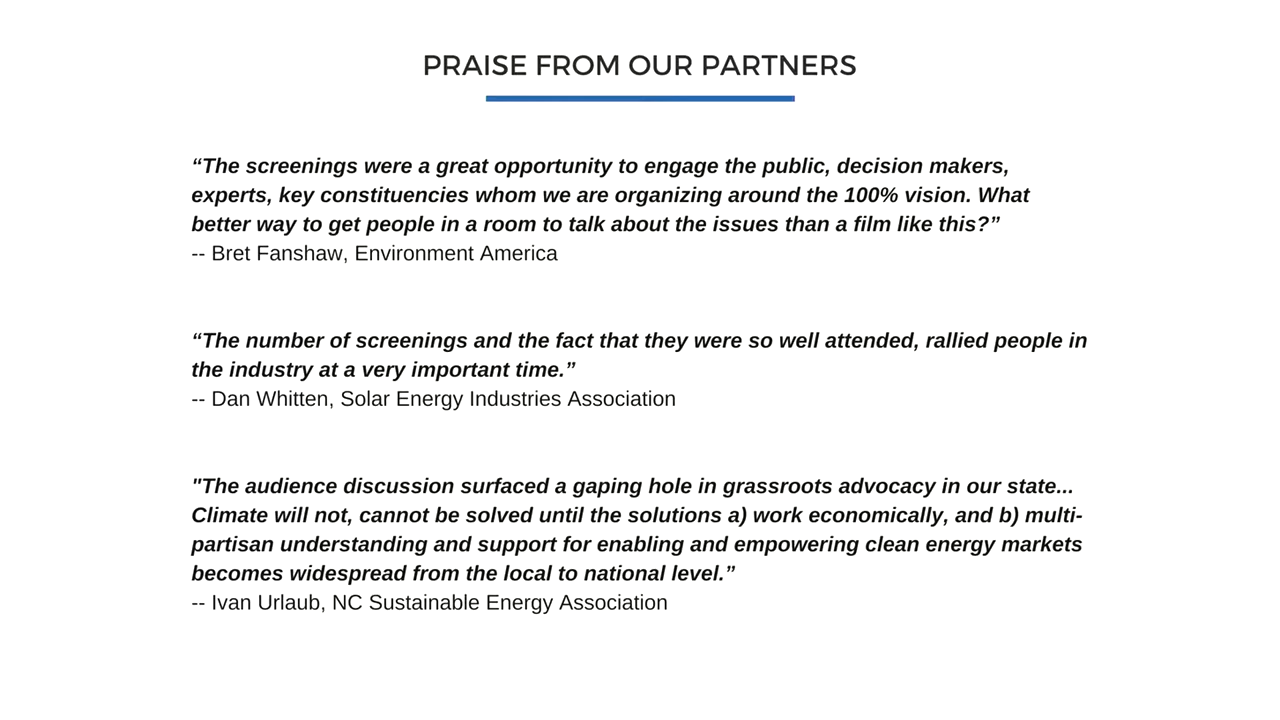 PRAISE FROM OUR PARTNERS
“The screenings were a great opportunity to engage the public, decision makers,
experts, key constituencies whom we are organizing around the 100% vision. What
better way to get people in a room to talk about the issues than a film like this?”
-- Bret Fanshaw, Environment America
“The number of screenings and the fact that they were so well attended, rallied people in
the industry at a very important time.”
-- Dan Whitten, Solar Energy Industries Association
"The audience discussion surfaced a gaping hole in grassroots advocacy in our state...
Climate will not, cannot be solved until the solutions a) work economically, and b) multi-
partisan understanding and support for enabling and empowering clean energy markets
becomes widespread from the local to national level.”
-- Ivan Urlaub, NC Sustainable Energy Association